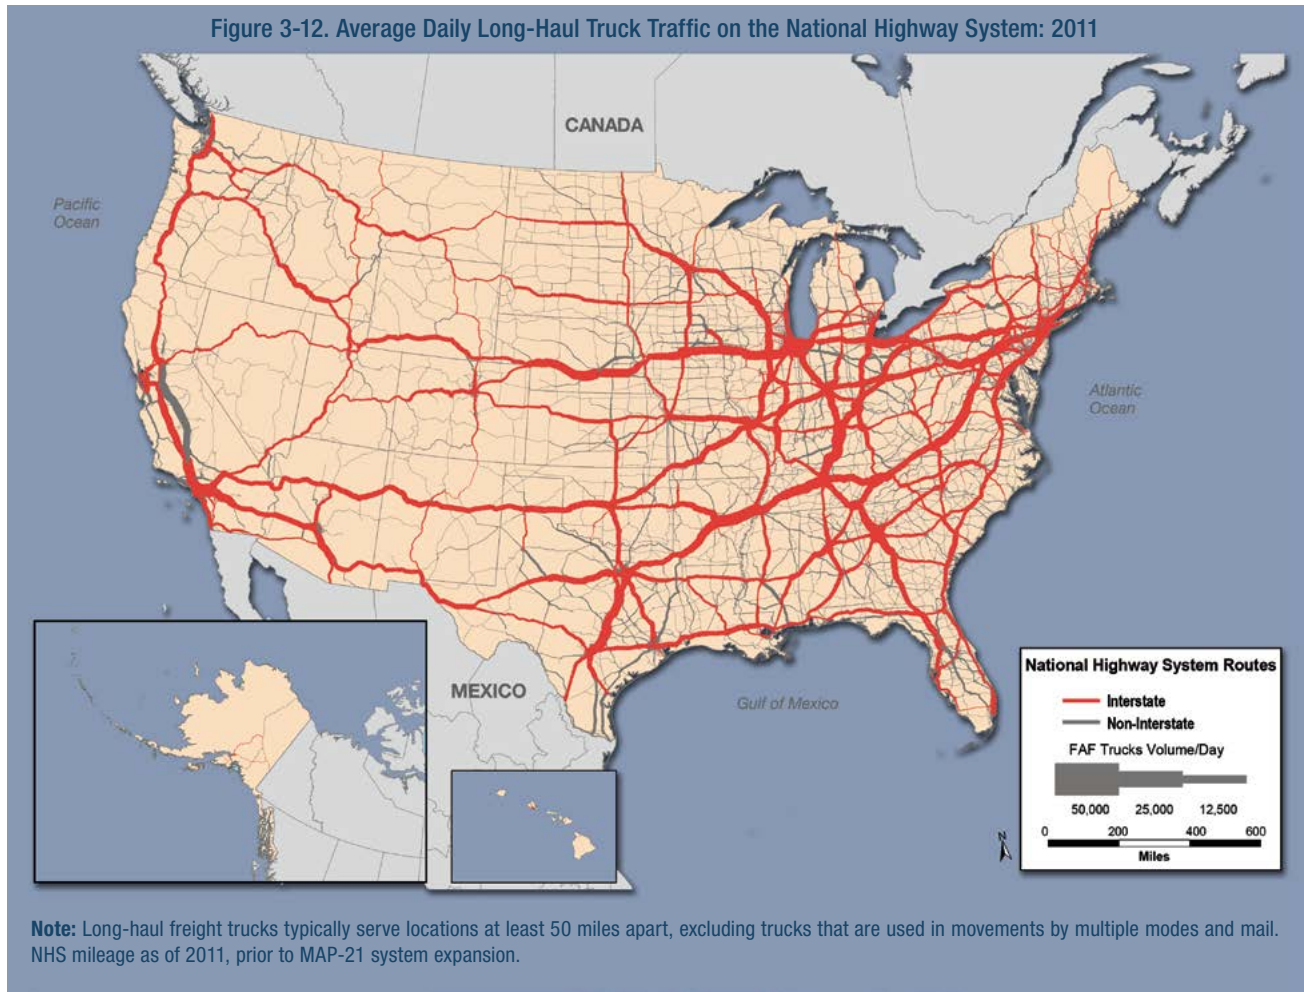 Figure 3-12. Average Daily Long-Haul Truck Traffic on the National Highway System: 2011
CANADA
Pacific
Ocean
Atlantic
Ocean
MEXICO
Gulf of Mexico
National Highway System Routes
Interstate
Non-Interstate
FAF Trucks Volume/Day
50,000 25,000 12,500
N
0 200 400 600
Miles
Note: Long-haul freight trucks typically serve locations at least 50 miles apart, excluding trucks that are used in movements by multiple modes and mail.
NHS mileage as of 2011, prior to MAP-21 system expansion.